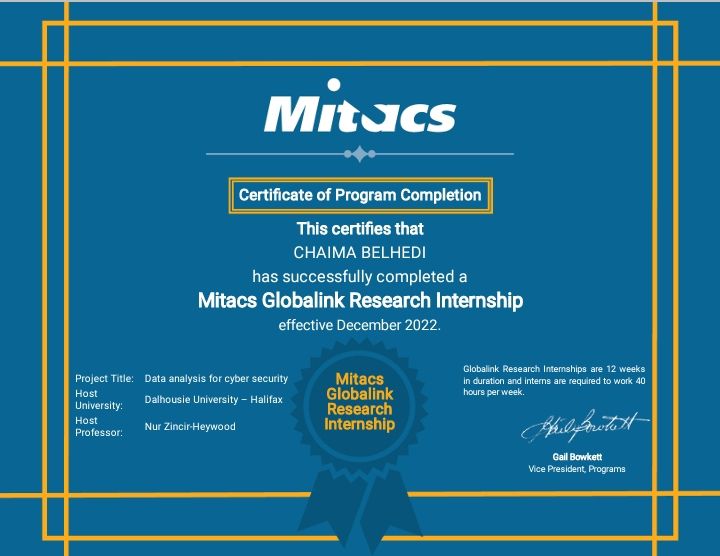 Mitacs
Certificate of Program Completion
This certifies that
CHAIMA BELHEDI
has successfully completed a
Mitacs Globalink Research Internship
effective December 2022.
Project Title: Data analysis for cyber security
Host
University: Dalhousie University – Halifax
Host
Professor: Nur Zincir-Heywood
Mitacs
Globalink
Research
Internship
Globalink Research Internships are 12 weeks
in duration and interns are required to work 40
hours per week.
Gail Bowkett
Vice President, Programs